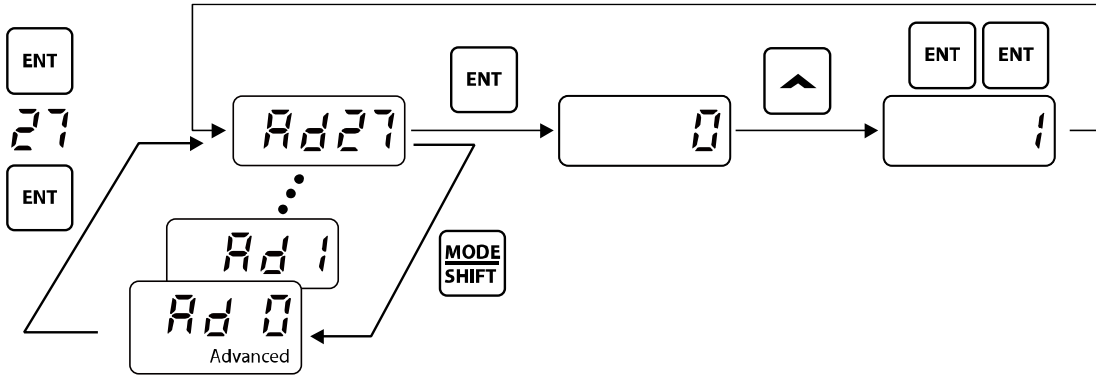 ENT
27
ENT
Ad27
ENT
0
ENT ENT
1
Ad 1
Ad 0
Advanced
MODE
SHIFT